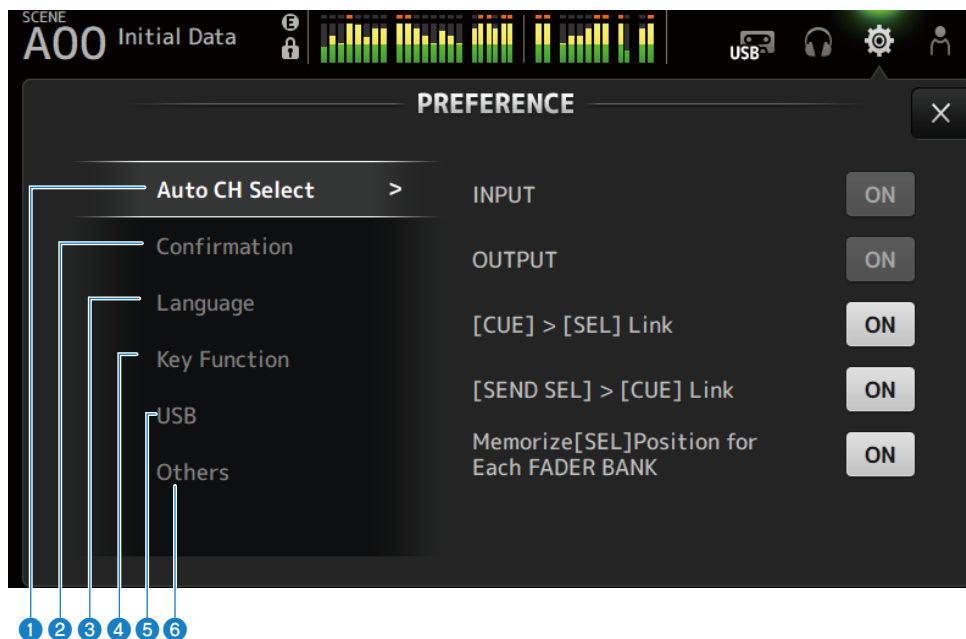 SCENE
A00 Initial Data
E
USB
PREFERENCE
Auto CH Select >
INPUT ON
Confirmation
OUTPUT ON
Language
[CUE] > [SEL] Link ON
Key Function
[SEND SEL] > [CUE] Link ON
USB
Memorize[SEL]Position for
Each FADER BANK ON
Others
1 2 3 4 5 6